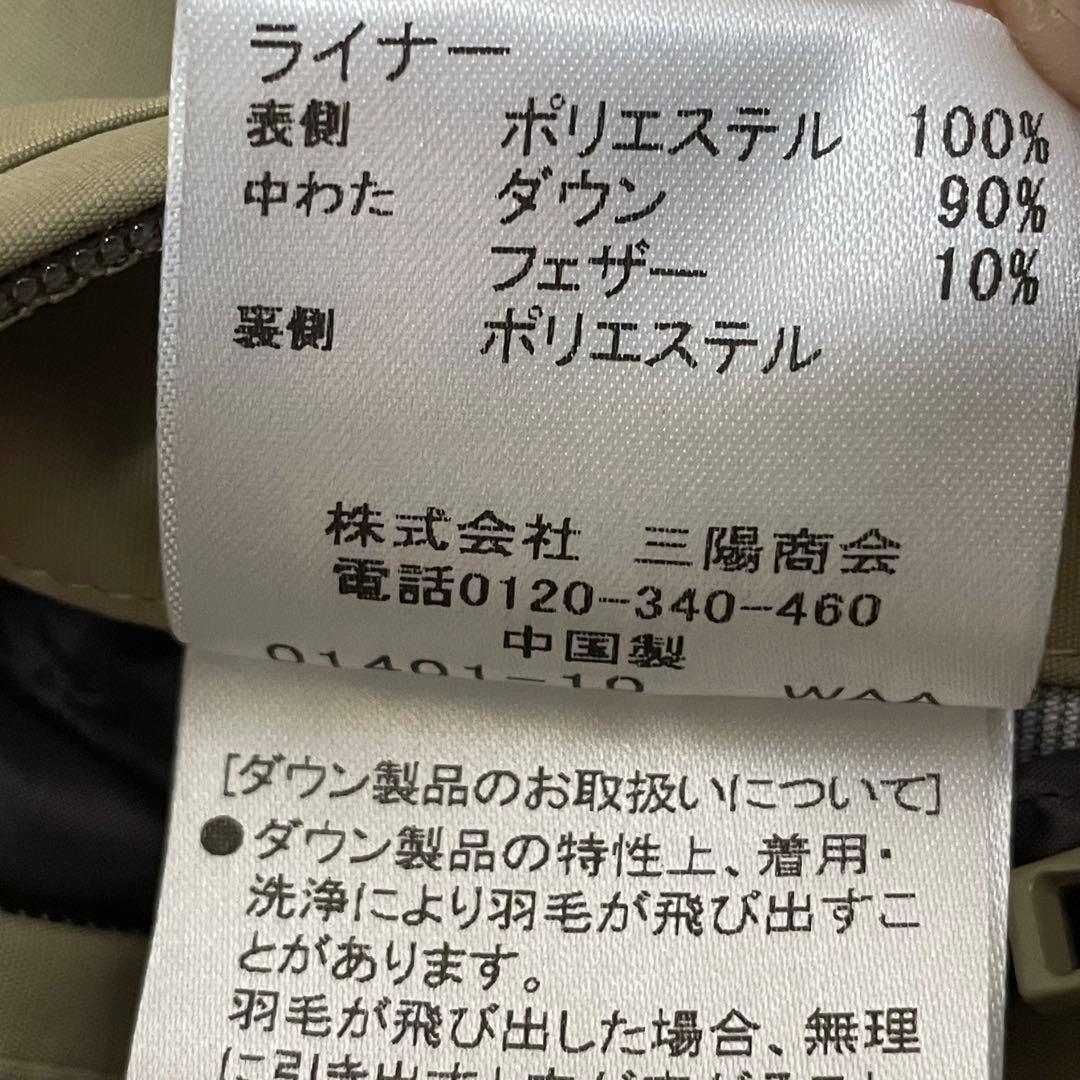 ライナー
表側 ポリエステル 100%
中わた ダウン 90%
フェザー 10%
裏側 ポリエステル
株式会社 三陽商会
電話0120-340-460
中国製
[ダウン製品のお取扱いについて]
●ダウン製品の特性上、着用・
洗浄により羽毛が飛び出すこ
とがあります。
羽毛が飛び出した場合、無理
に引き出す